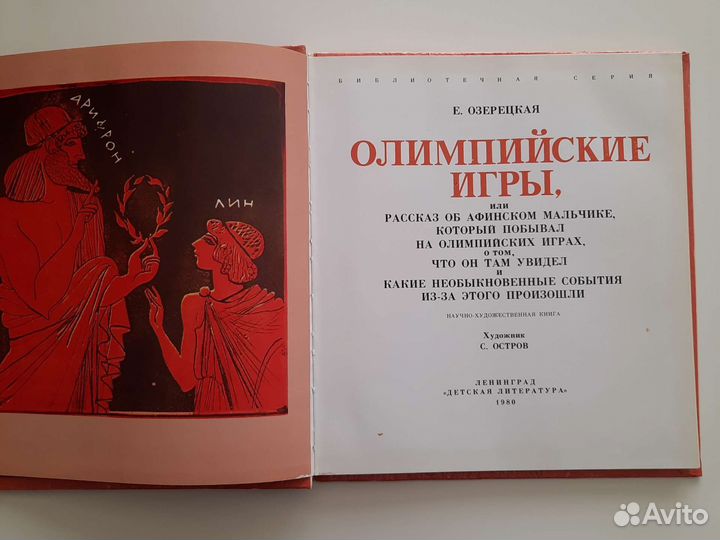 АРИФРОН
ЛИН
БИБЛИОТЕЧНАЯ СЕРИЯ
Е. ОЗЕРЕЦКАЯ
ОЛИМПИЙСКИЕ
ИГРЫ,
или
РАССКАЗ ОБ АФИНСКОМ МАЛЬЧИКЕ,
КОТОРЫЙ ПОБЫВАЛ
НА ОЛИМПИЙСКИХ ИГРАХ,
о том,
ЧТО ОН ТАМ УВИДЕЛ
и
КАКИЕ НЕОБЫКНОВЕННЫЕ СОБЫТИЯ
ИЗ-ЗА ЭТОГО ПРОИЗОШЛИ
НАУЧНО-ХУДОЖЕСТВЕННАЯ КНИГА
Художник
С. ОСТРОВ
ЛЕНИНГРАД
«ДЕТСКАЯ ЛИТЕРАТУРА»
1980
Avito